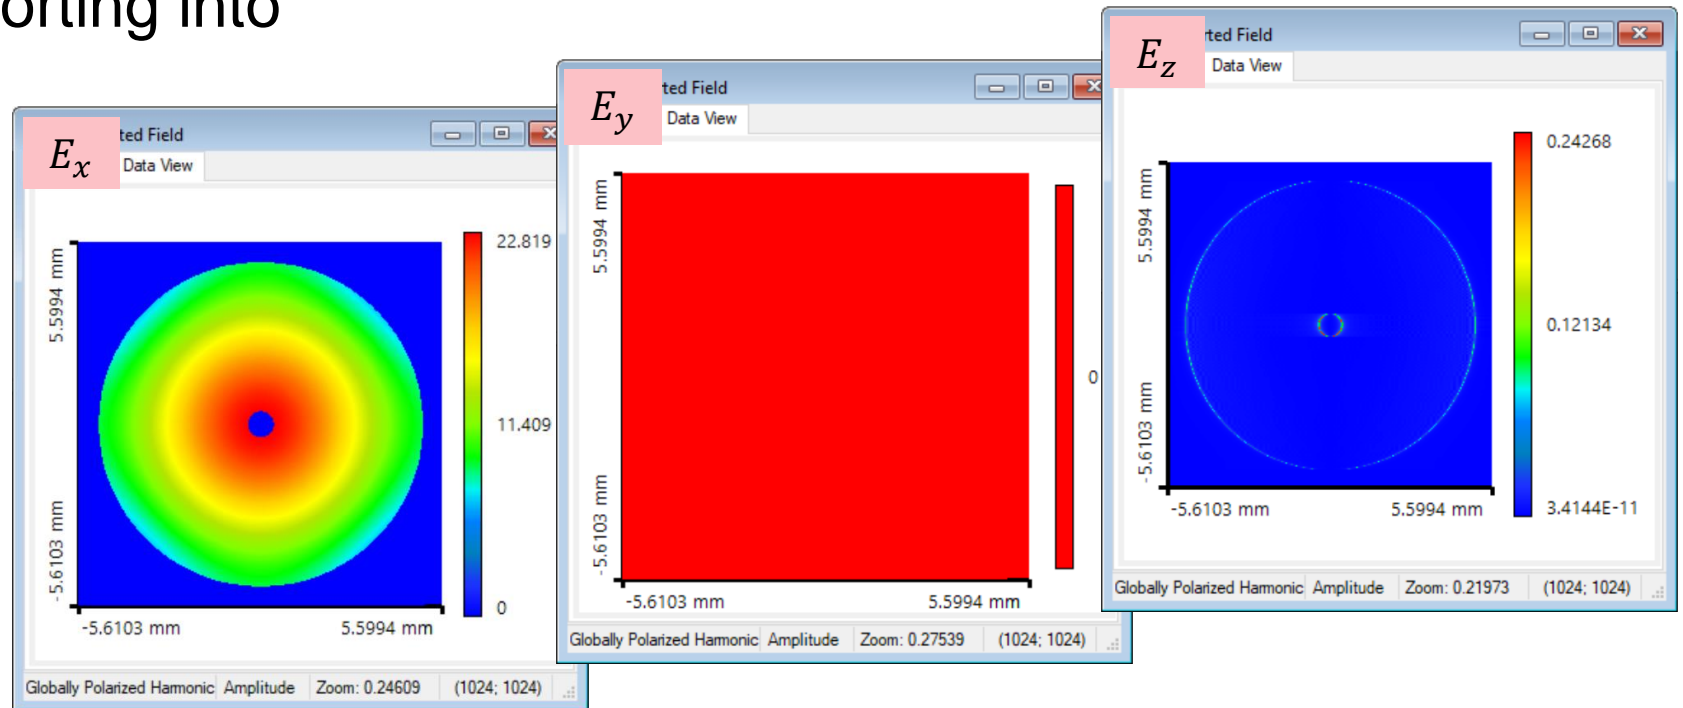 orting into
E_x
ted Field
Data View
5.5994 mm
-5.6103 mm
-5.6103 mm
5.5994 mm
22.819
11.409
0
Globally Polarized Harmonic
Amplitude
Zoom: 0.24609
(1024; 1024)
E_y
ted Field
Data View
5.5994 mm
-5.6103 mm
-5.6103 mm
5.5994 mm
0
Globally Polarized Harmonic
Amplitude
Zoom: 0.27539
(1024; 1024)
E_z
rted Field
Data View
5.5994 mm
-5.6103 mm
-5.6103 mm
5.5994 mm
0.24268
0.12134
3.4144E-11
Globally Polarized Harmonic
Amplitude
Zoom: 0.21973
(1024; 1024)